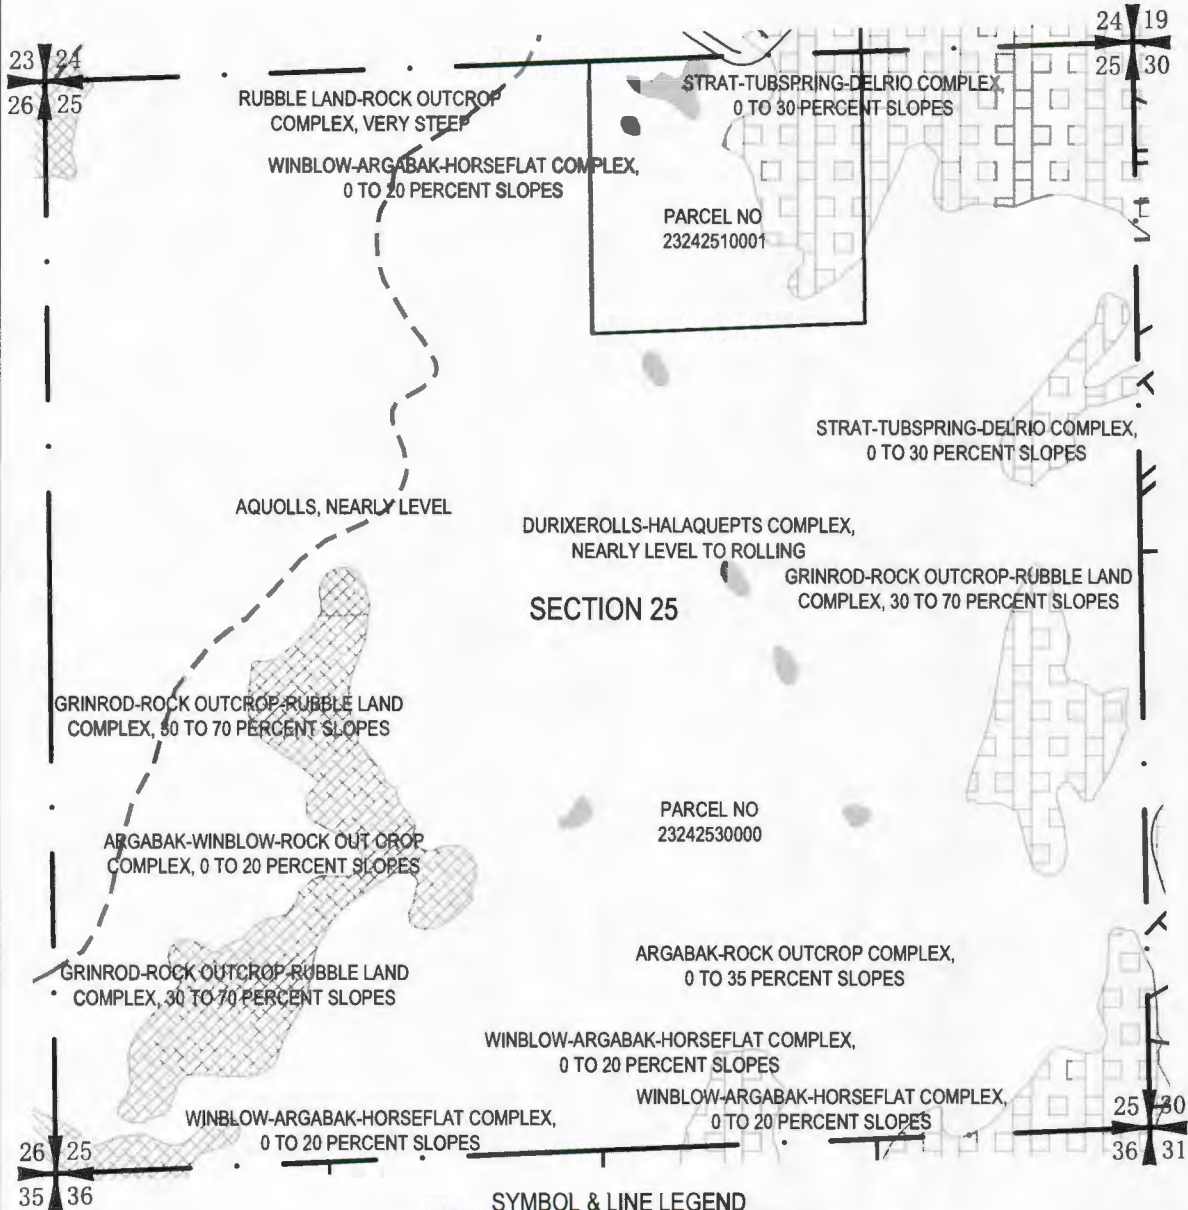 24 19
25 30
23 24
26 25
RUBBLE LAND-ROCK OUTCROP
COMPLEX, VERY STEEP
STRAT-TUBSPRING-DELRIO COMPLEX
0 TO 30 PERCENT SLOPES
WINBLOW-ARGABAK-HORSEFLAT COMPLEX,
0 TO 20 PERCENT SLOPES
PARCEL NO
23242510001
STRAT-TUBSPRING-DELRIO COMPLEX,
0 TO 30 PERCENT SLOPES
AQUOLLS, NEARLY LEVEL
DURIXEROLLS-HALAQUEPTS COMPLEX,
NEARLY LEVEL TO ROLLING
GRINROD-ROCK OUTCROP-RUBBLE LAND
COMPLEX, 30 TO 70 PERCENT SLOPES
SECTION 25
GRINROD-ROCK OUTCROP-RUBBLE LAND
COMPLEX, 30 TO 70 PERCENT SLOPES
PARCEL NO
23242530000
ARGABAK-WINBLOW-ROCK OUT CROP
COMPLEX, 0 TO 20 PERCENT SLOPES
ARGABAK-ROCK OUTCROP COMPLEX,
0 TO 35 PERCENT SLOPES
GRINROD-ROCK OUTCROP-RUBBLE LAND
COMPLEX, 30 TO 70 PERCENT SLOPES
WINBLOW-ARGABAK-HORSEFLAT COMPLEX,
0 TO 20 PERCENT SLOPES
WINBLOW-ARGABAK-HORSEFLAT COMPLEX,
0 TO 20 PERCENT SLOPES
WINBLOW-ARGABAK-HORSEFLAT COMPLEX,
0 TO 20 PERCENT SLOPES
25 30
36 31
26 25
35 36
SYMBOL & LINE LEGEND